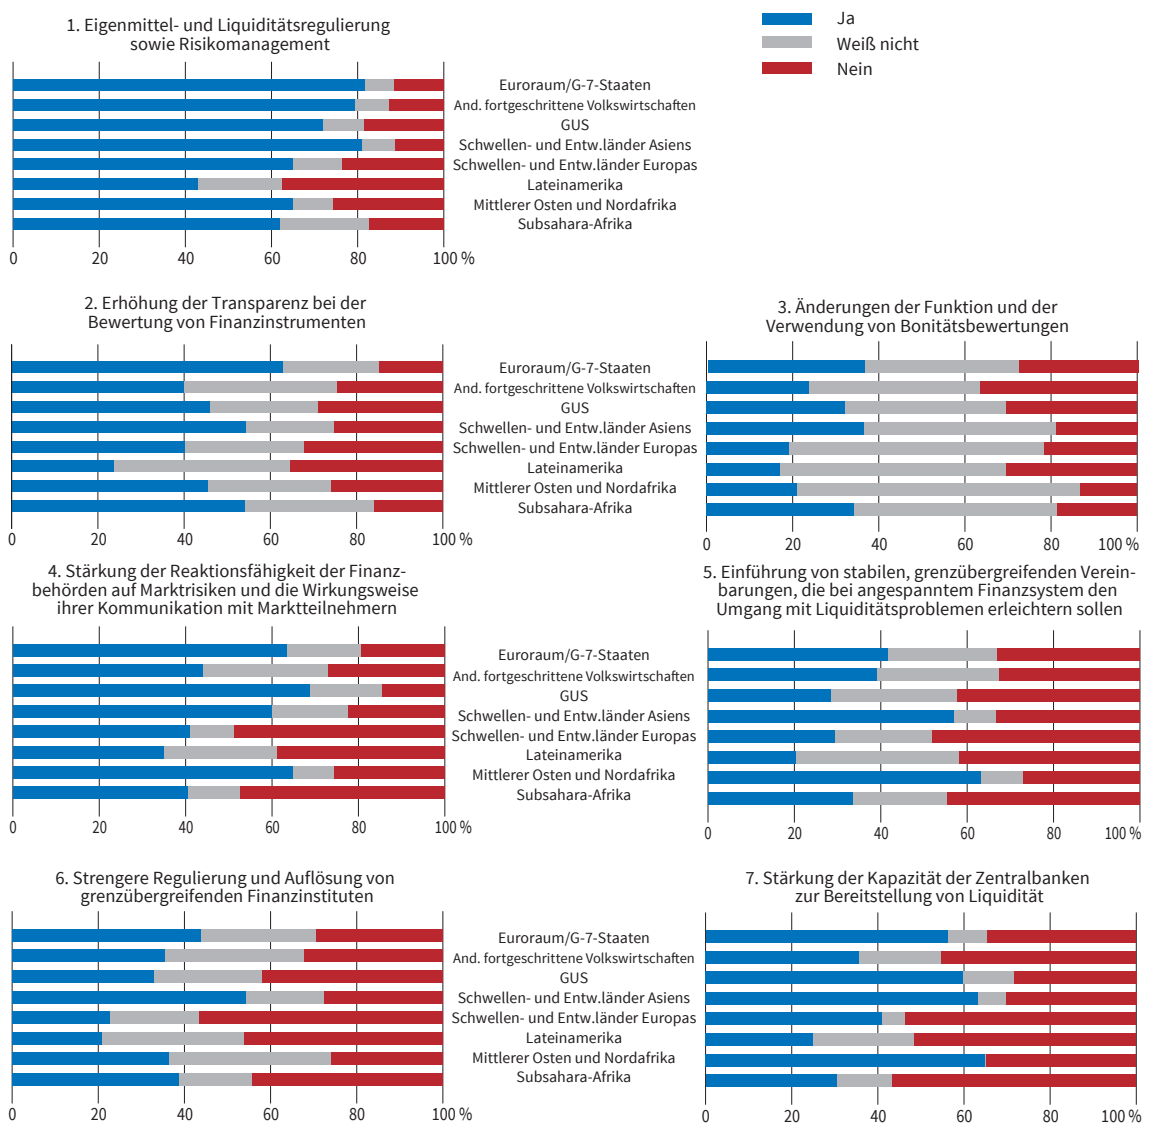 1. Eigenmittel- und Liquiditätsregulierung
sowie Risikomanagement
Ja
Weiß nicht
Nein
Euroraum/G-7-Staaten
And. fortgeschrittene Volkswirtschaften
GUS
Schwellen- und Entw.länder Asiens
Schwellen- und Entw.länder Europas
Lateinamerika
Mittlerer Osten und Nordafrika
Subsahara-Afrika
0 20 40 60 80 100 %
2. Erhöhung der Transparenz bei der
Bewertung von Finanzinstrumenten
3. Änderungen der Funktion und der
Verwendung von Bonitätsbewertungen
Euroraum/G-7-Staaten
And. fortgeschrittene Volkswirtschaften
GUS
Schwellen- und Entw.länder Asiens
Schwellen- und Entw.länder Europas
Lateinamerika
Mittlerer Osten und Nordafrika
Subsahara-Afrika
0 20 40 60 80 100 %
0 20 40 60 80 100 %
4. Stärkung der Reaktionsfähigkeit der Finanz-
behörden auf Marktrisiken und die Wirkungsweise
ihrer Kommunikation mit Marktteilnehmern
5. Einführung von stabilen, grenzübergreifenden Verein-
barungen, die bei angespanntem Finanzsystem den
Umgang mit Liquiditätsproblemen erleichtern sollen
Euroraum/G-7-Staaten
And. fortgeschrittene Volkswirtschaften
GUS
Schwellen- und Entw.länder Asiens
Schwellen- und Entw.länder Europas
Lateinamerika
Mittlerer Osten und Nordafrika
Subsahara-Afrika
0 20 40 60 80 100 %
0 20 40 60 80 100 %
6. Strengere Regulierung und Auflösung von
grenzübergreifenden Finanzinstituten
7. Stärkung der Kapazität der Zentralbanken
zur Bereitstellung von Liquidität
Euroraum/G-7-Staaten
And. fortgeschrittene Volkswirtschaften
GUS
Schwellen- und Entw.länder Asiens
Schwellen- und Entw.länder Europas
Lateinamerika
Mittlerer Osten und Nordafrika
Subsahara-Afrika
0 20 40 60 80 100 %
0 20 40 60 80 100 %